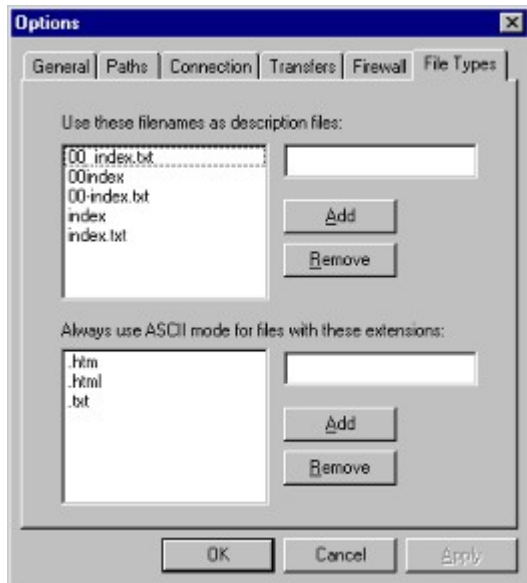 Options
General Paths Connection Transfers Firewall File Types
Use these filenames as description files:
00_index.txt
00index
00-index.txt
index
index.txt
Add
Remove
Always use ASCII mode for files with these extensions:
.htm
.html
.txt
Add
Remove
OK Cancel Apply